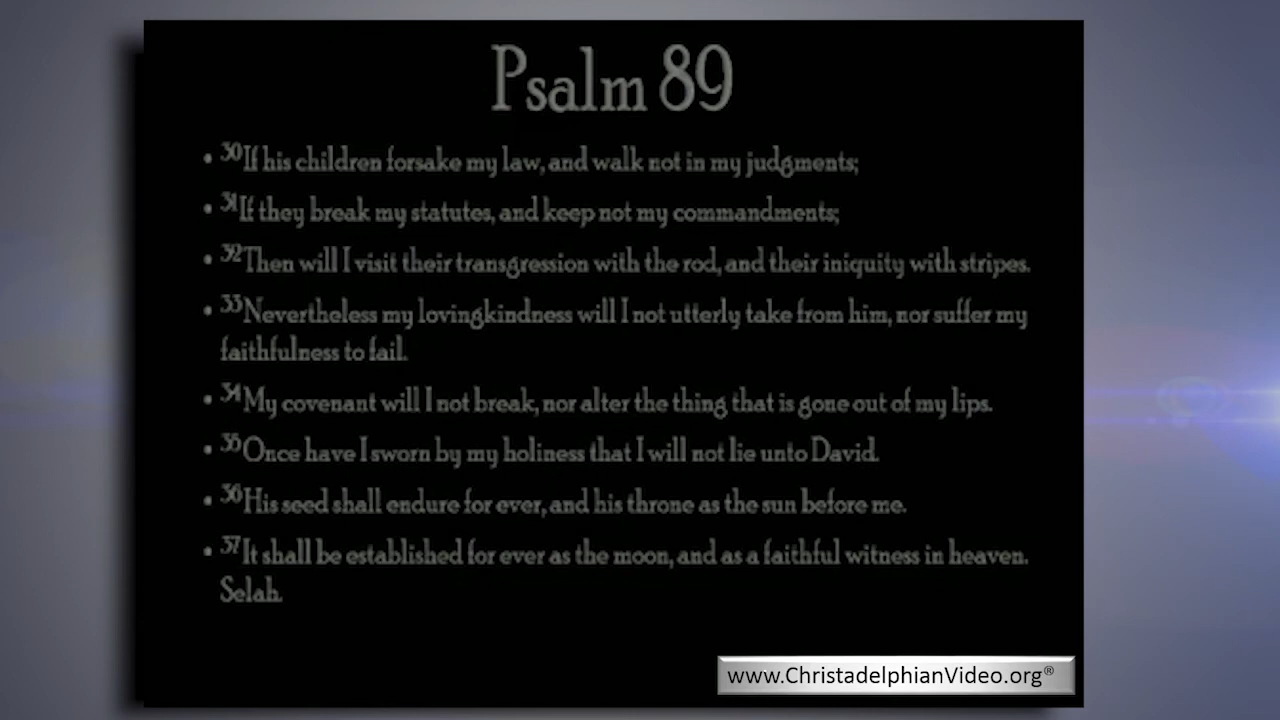 Psalm 89
• 30If his children forsake my law, and walk not in my judgments;
• 31If they break my statutes, and keep not my commandments;
• 32Then will I visit their transgression with the rod, and their iniquity with stripes.
• 33Nevertheless my lovingkindness will I not utterly take from him, nor suffer my
faithfulness to fail.
• 34My covenant will I not break, nor alter the thing that is gone out of my lips.
• 35Once have I sworn by my holiness that I will not lie unto David.
• 36His seed shall endure for ever, and his throne as the sun before me.
• 37It shall be established for ever as the moon, and as a faithful witness in heaven.
Selah.
www.ChristadelphianVideo.org®